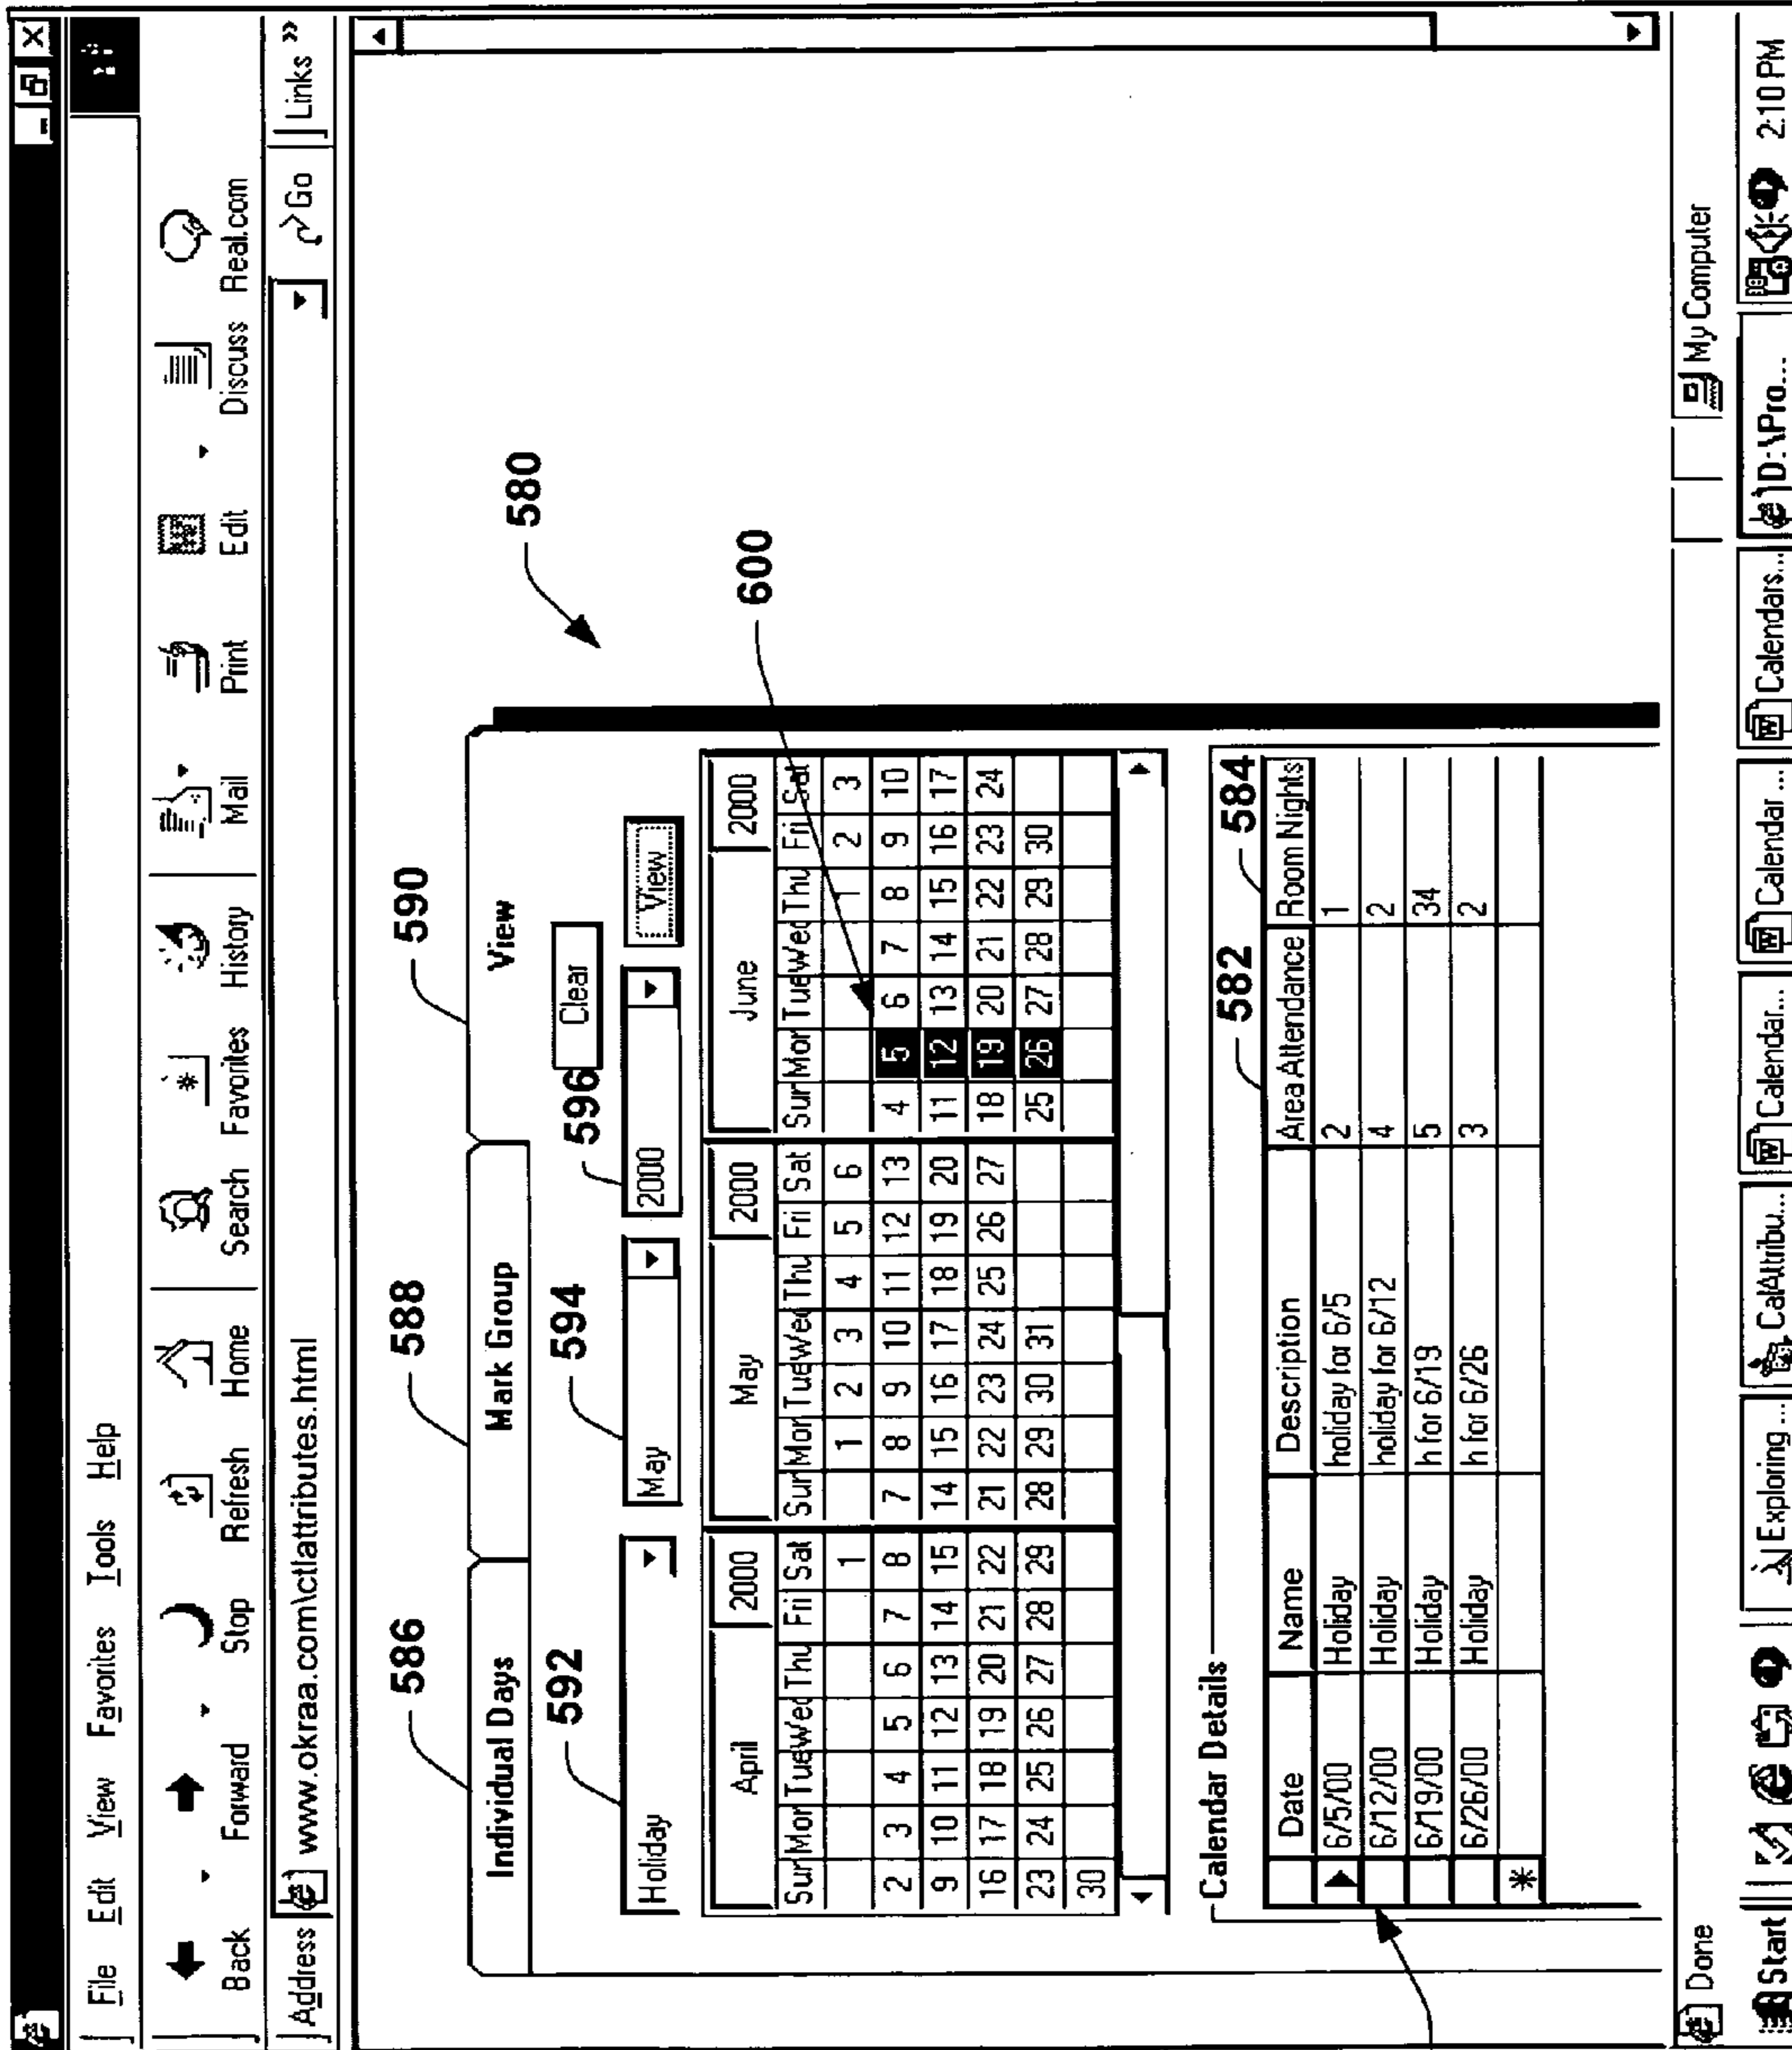 File Edit View Favorites Tools Help
Back Forward Stop Refresh Home Search Favorites History Mail Print Edit Discuss Real.com
Address www.okraa.com\ctlattributes.html Go Links »
586 588 590
Individual Days Mark Group View
580
592 594 596 Clear
Holiday May 2000 View
600
April 2000 May 2000 June 2000
Sun Mon Tue Wed Thu Fri Sat Sun Mon Tue Wed Thu Fri Sat Sun Mon Tue Wed Thu Fri Sat
1 1 2 3 4 5 6 1 2 3
2 3 4 5 6 7 8 7 8 9 10 11 12 13 4 5 6 7 8 9 10
9 10 11 12 13 14 15 14 15 16 17 18 19 20 11 12 13 14 15 16 17
16 17 18 19 20 21 22 21 22 23 24 25 26 27 18 19 20 21 22 23 24
23 24 25 26 27 28 29 28 29 30 31 25 26 27 28 29 30
30
Calendar Details 582 584
Date Name Description Area Attendance Room Nights
6/5/00 Holiday holiday for 6/5 2 1
6/12/00 Holiday holiday for 6/12 4 2
6/19/00 Holiday h for 6/19 5 34
6/26/00 Holiday h for 6/26 3 2
*
Done My Computer
Start Exploring ... CalAttribu... Calendar... Calendar ... Calendars... D:\Pro... 2:10 PM